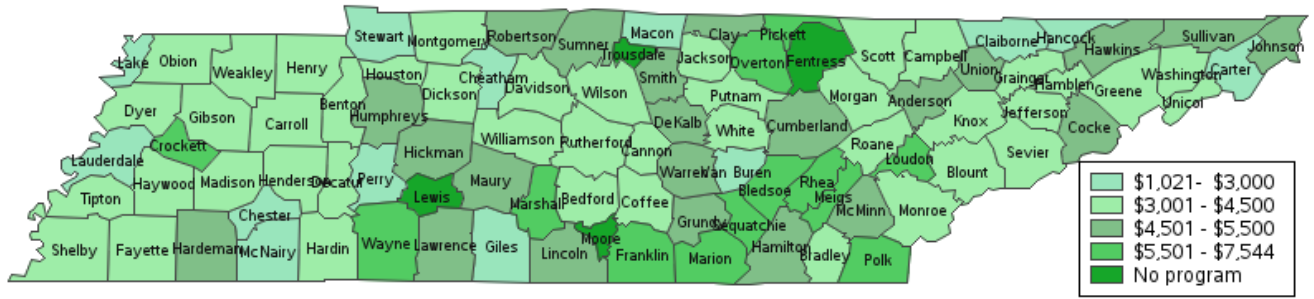 Lake
Obion
Weakley
Henry
Stewart
Montgomery
Robertson
Sumner
Macon
Trousdale
Clay
Pickett
Jackson
Overton
Fentress
Scott
Campbell
Claiborne
Hancock
Hawkins
Sullivan
Johnson
Carter
Washington
Unicoi
Greene
Hamblen
Grainger
Union
Houston
Cheatham
Davidson
Dickson
Wilson
Smith
Putnam
Morgan
Anderson
Knox
Jefferson
Cocke
Dyer
Gibson
Carroll
Benton
Humphreys
Williamson
Rutherford
Cannon
DeKalb
White
Cumberland
Roane
Loudon
Blount
Sevier
Lauderdale
Crockett
Haywood
Madison
Henderson
Decatur
Perry
Hickman
Lewis
Maury
Marshall
Bedford
Coffee
Warren
Van Buren
Bledsoe
Rhea
Meigs
McMinn
Monroe
Tipton
Chester
Shelby
Fayette
Hardeman
McNairy
Hardin
Wayne
Lawrence
Giles
Lincoln
Moore
Franklin
Grundy
Sequatchie
Marion
Hamilton
Bradley
Polk
$1,021- $3,000
$3,001 - $4,500
$4,501 - $5,500
$5,501 - $7,544
No program